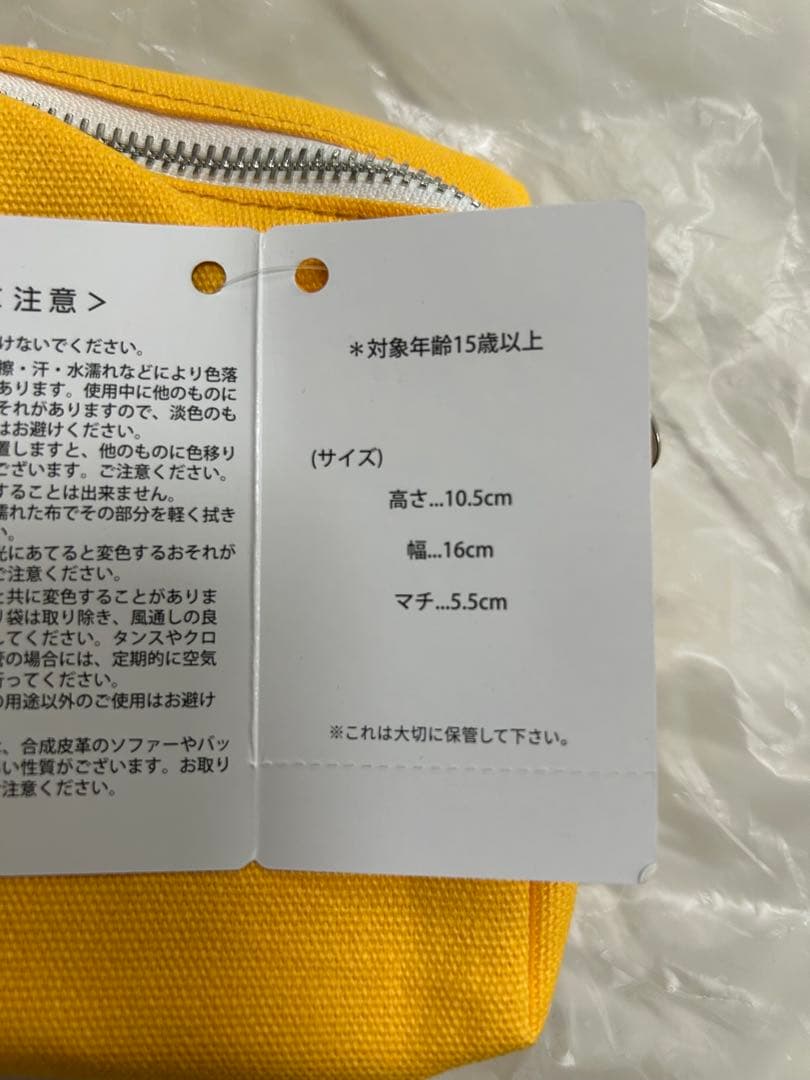 注意＞
けないでください。
擦・汗・水濡れなどにより色落
あります。使用中に他のものに
それがありますので、淡色のも
はお避けください。
置しますと、他のものに色移り
ございます。ご注意ください。
することは出来ません。
濡れた布でその部分を軽く拭き
い。
光にあてると変色するおそれが
ご注意ください。
と共に変色することがありま
り袋は取り除き、風通しの良
してください。タンスやクロ
管の場合には、定期的に空気
行ってください。
の用途以外のご使用はお避け
、合成皮革のソファーやバッ
い性質がございます。お取り
注意ください。
＊対象年齢15歳以上
(サイズ)
高さ...10.5cm
幅...16cm
マチ...5.5cm
※これは大切に保管して下さい。